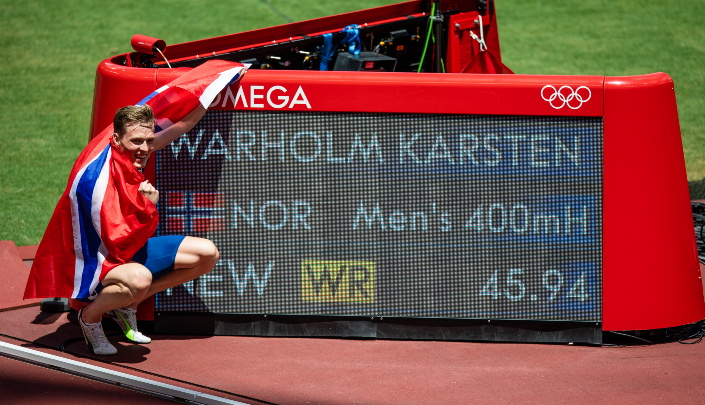 OMEGA
WARHOLM KARSTEN
NOR Men's 400mH
NEW WR 45.94